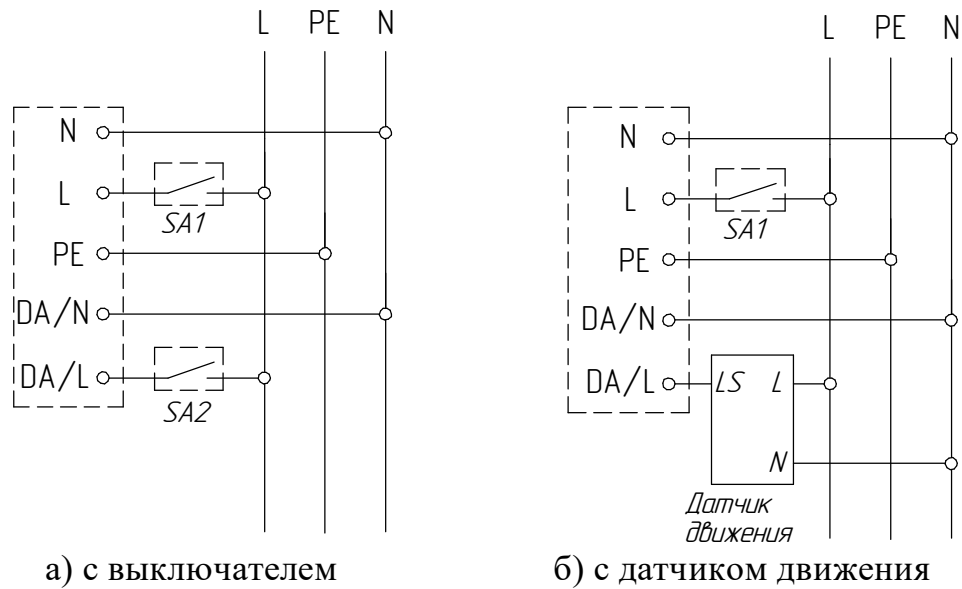 L PE N
N
L
SA1
PE
DA/N
DA/L
SA2
а) с выключателем
L PE N
N
L
SA1
PE
DA/N
DA/L
LS L
N
Датчик
движения
б) с датчиком движения